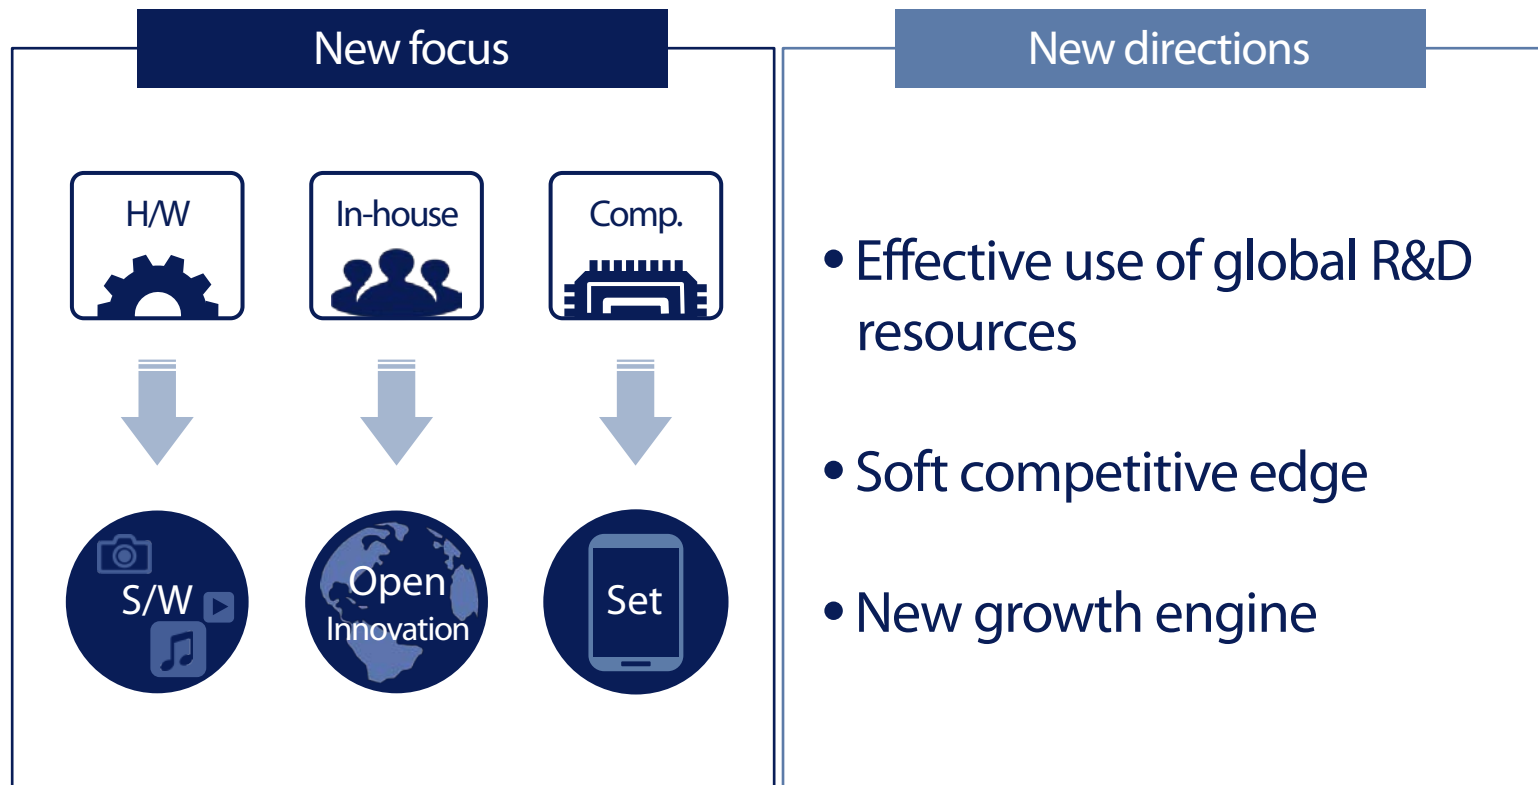 New focus
H/W
In-house
Comp.
S/W
Open
Innovation
Set
New directions
• Effective use of global R&D
resources
• Soft competitive edge
• New growth engine